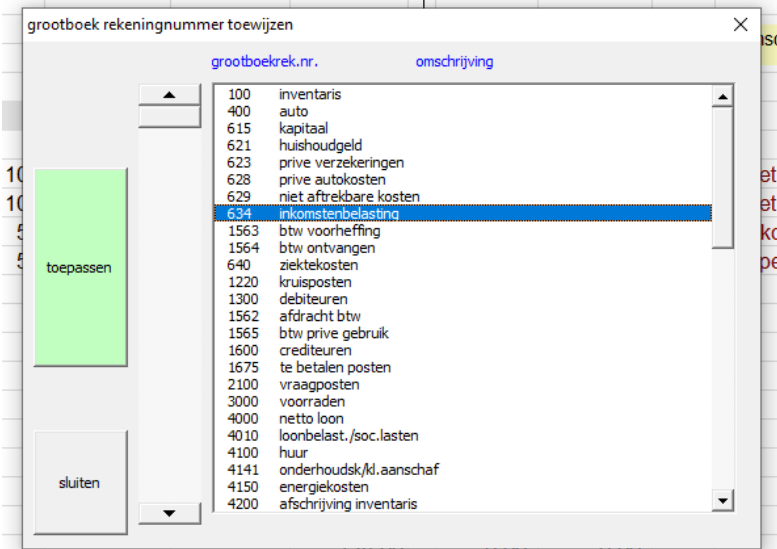 grootboek rekeningnummer toewijzen
grootboekrek.nr. omschrijving
100 inventaris
400 auto
615 kapitaal
621 huishoudgeld
623 prive verzekeringen
628 prive autokosten
629 niet aftrekbare kosten
634 inkomstenbelasting
1563 btw voorheffing
1564 btw ontvangen
640 ziektekosten
1220 kruisposten
1300 debiteuren
1562 afdracht btw
1565 btw prive gebruik
1600 crediteuren
1675 te betalen posten
2100 vraagposten
3000 voorraden
4000 netto loon
4010 loonbelast./soc.lasten
4100 huur
4141 onderhoudsk/kl.aanschaf
4150 energiekosten
4200 afschrijving inventaris
toepassen
sluiten